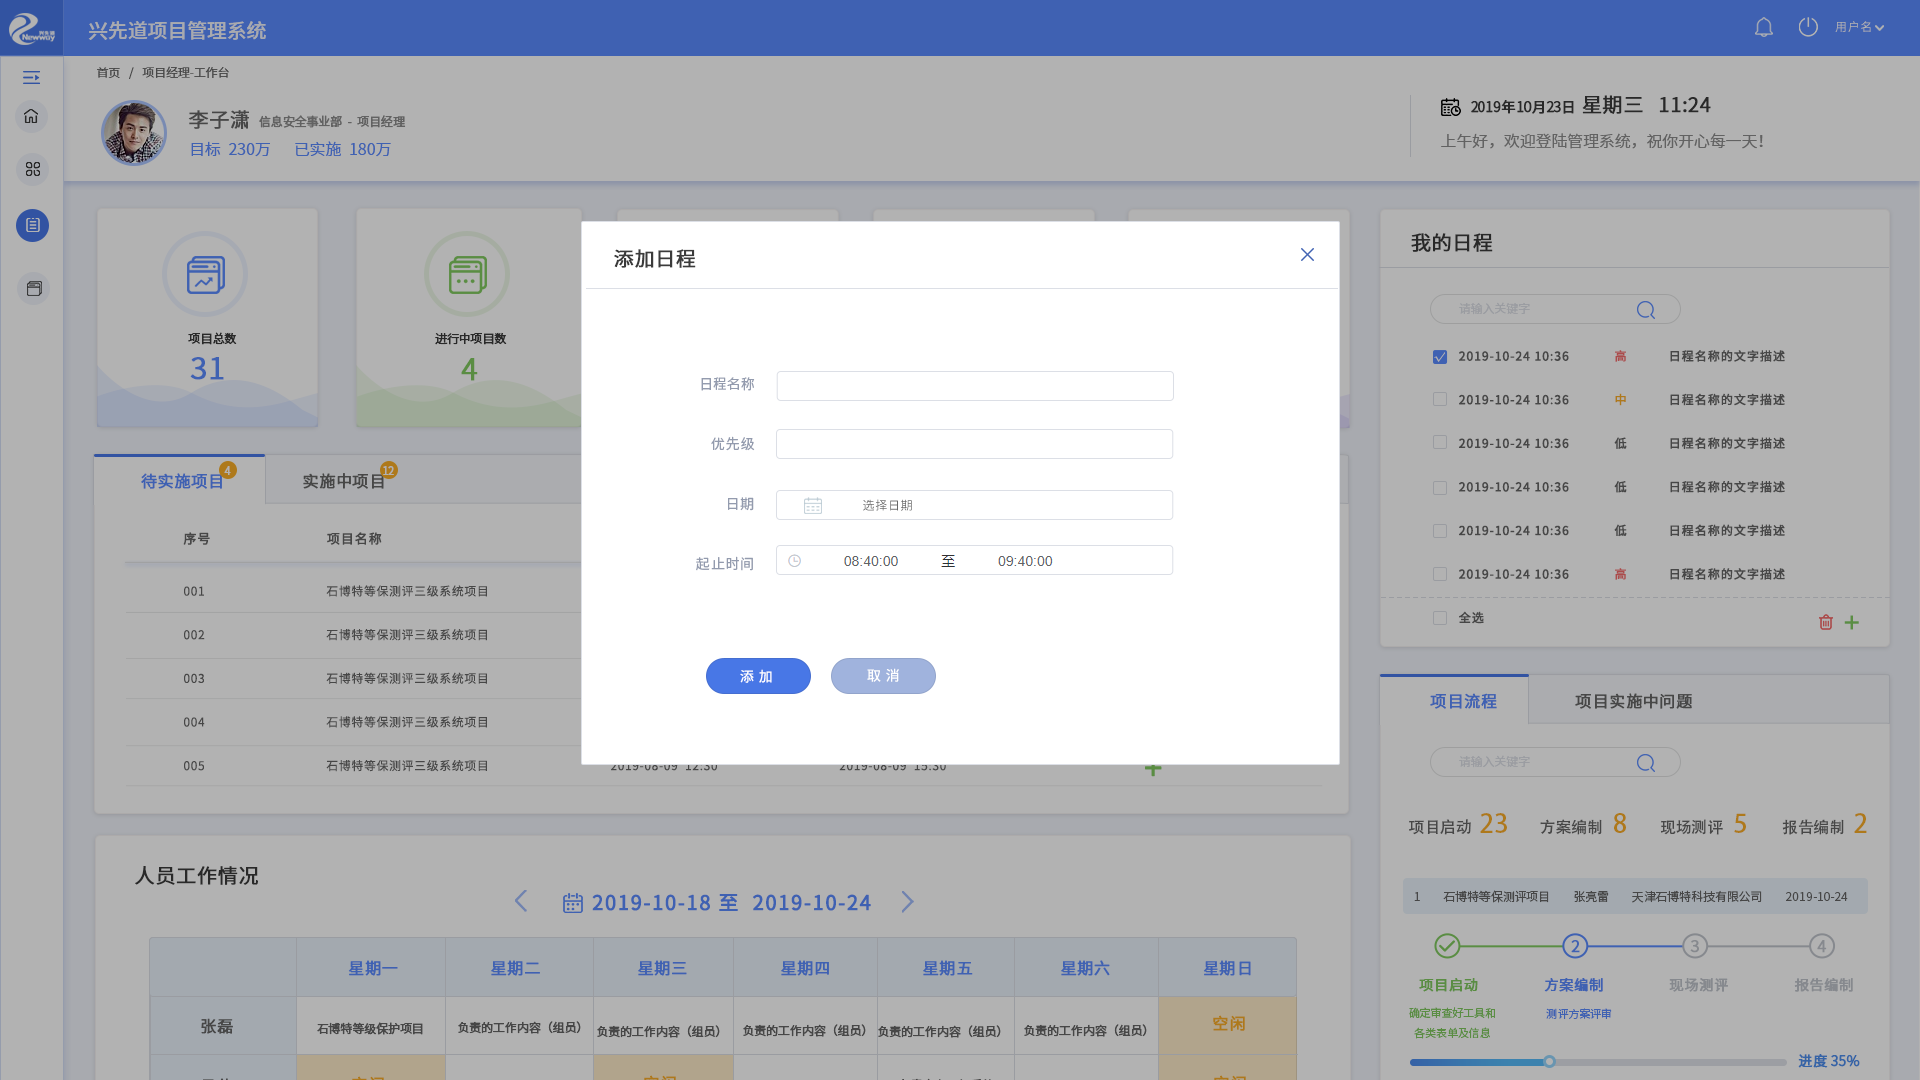 Newway 兴先道
兴先道项目管理系统
用户名
首页 / 项目经理-工作台
李子潇 信息安全事业部 - 项目经理
目标 230万 已实施 180万
2019年10月23日 星期三 11:24
上午好，欢迎登陆管理系统，祝你开心每一天！
项目总数
31
进行中项目数
4
添加日程
日程名称
优先级
日期 选择日期
起止时间 08:40:00 至 09:40:00
添 加
取 消
我的日程
请输入关键字
2019-10-24 10:36 高 日程名称的文字描述
2019-10-24 10:36 中 日程名称的文字描述
2019-10-24 10:36 低 日程名称的文字描述
2019-10-24 10:36 低 日程名称的文字描述
2019-10-24 10:36 低 日程名称的文字描述
2019-10-24 10:36 高 日程名称的文字描述
全选
待实施项目 4
实施中项目 12
序号 项目名称
001 石博特等保测评三级系统项目
002 石博特等保测评三级系统项目
003 石博特等保测评三级系统项目
004 石博特等保测评三级系统项目
005 石博特等保测评三级系统项目 2019-08-09 12:30 2019-08-09 15:30
项目流程 项目实施中问题
请输入关键字
项目启动 23 方案编制 8 现场测评 5 报告编制 2
1 石博特等保测评项目 张亮雷 天津石博特科技有限公司 2019-10-24
2 3 4
项目启动 方案编制 现场测评 报告编制
确定审查好工具和
各类表单及信息
测评方案评审
进度 35%
人员工作情况
2019-10-18 至 2019-10-24
星期一 星期二 星期三 星期四 星期五 星期六 星期日
张磊 石博特等级保护项目 负责的工作内容（组员） 负责的工作内容（组员） 负责的工作内容（组员） 负责的工作内容（组员） 负责的工作内容（组员） 空闲